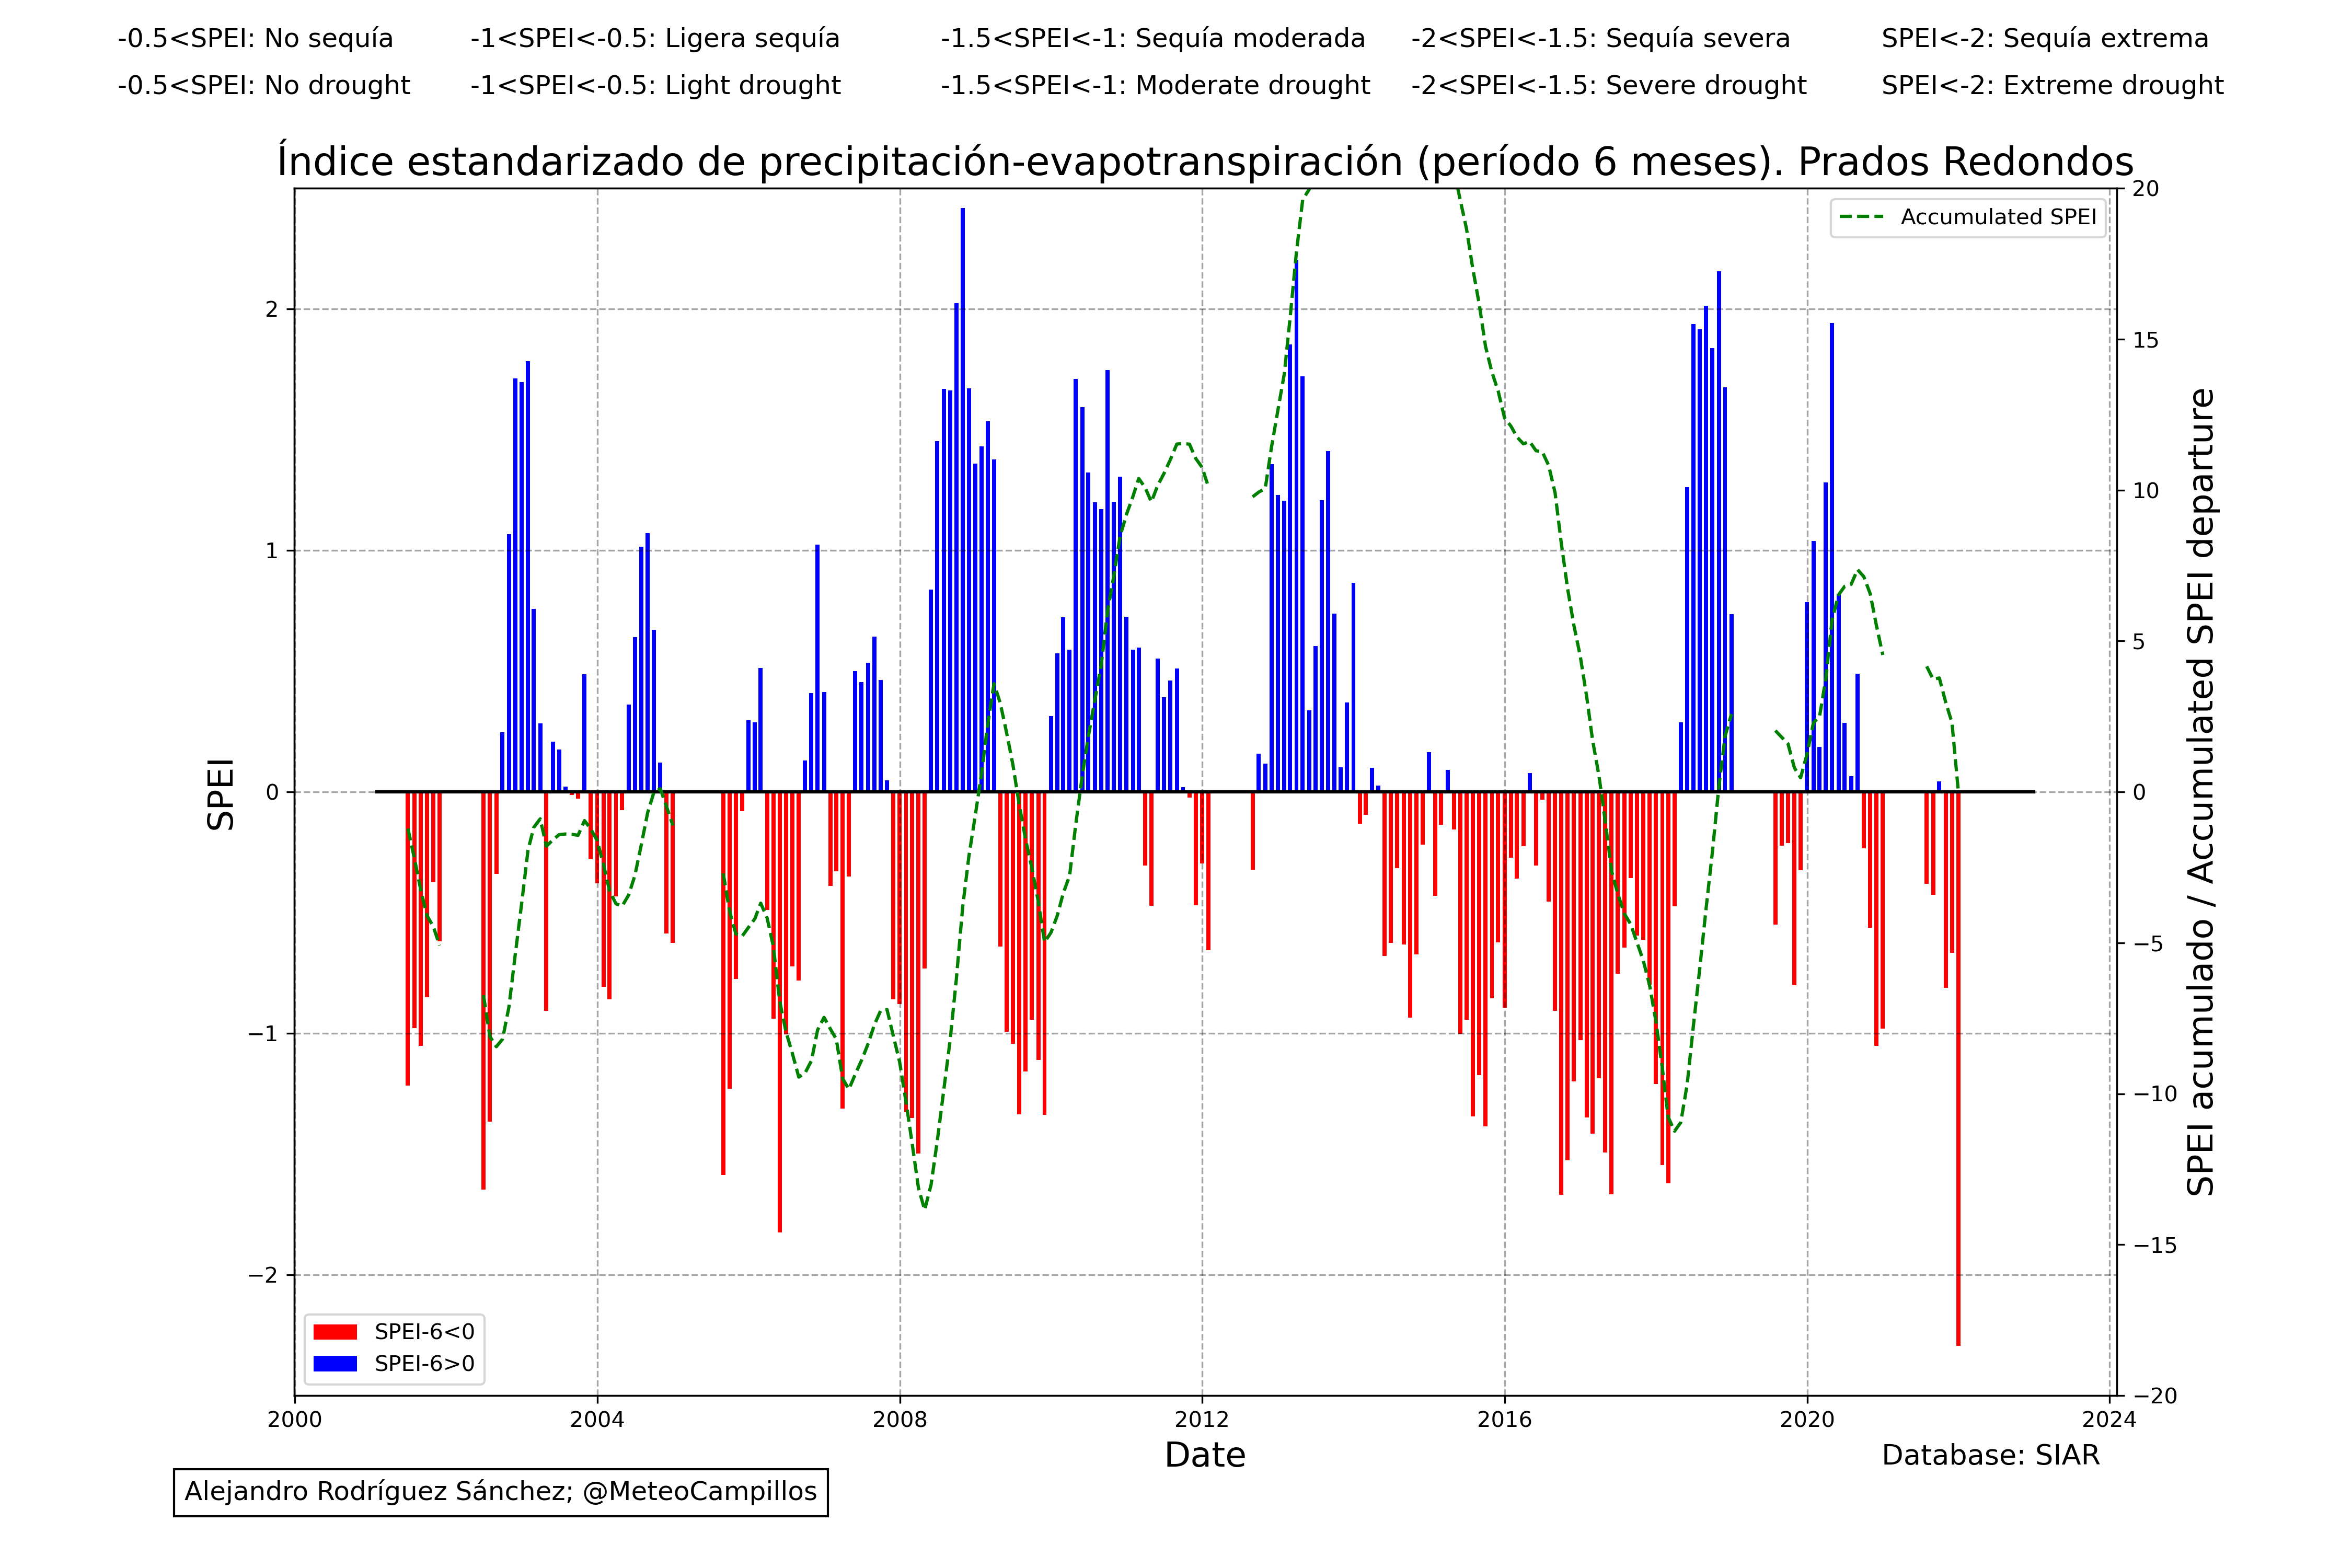 -0.5<SPEI: No sequía -1<SPEI<-0.5: Ligera sequía -1.5<SPEI<-1: Sequía moderada -2<SPEI<-1.5: Sequía severa SPEI<-2: Sequía extrema
-0.5<SPEI: No drought -1<SPEI<-0.5: Light drought -1.5<SPEI<-1: Moderate drought -2<SPEI<-1.5: Severe drought SPEI<-2: Extreme drought
Índice estandarizado de precipitación-evapotranspiración (período 6 meses). Prados Redondos
Accumulated SPEI
SPEI
2
1
0
−1
−2
20
15
10
5
0
−5
−10
−15
−20
SPEI acumulado / Accumulated SPEI departure
SPEI-6<0
SPEI-6>0
2000 2004 2008 2012 2016 2020 2024
Date
Database: SIAR
Alejandro Rodríguez Sánchez; @MeteoCampillos